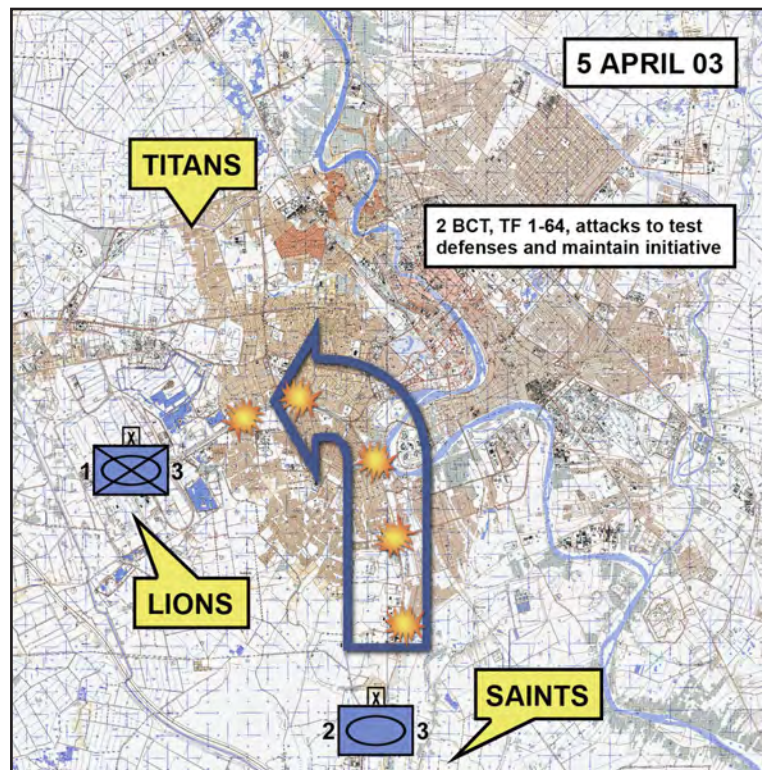 5 APRIL 03
TITANS
2 BCT, TF 1-64, attacks to test
defenses and maintain initiative
X
1 3
LIONS
SAINTS
X
2 3